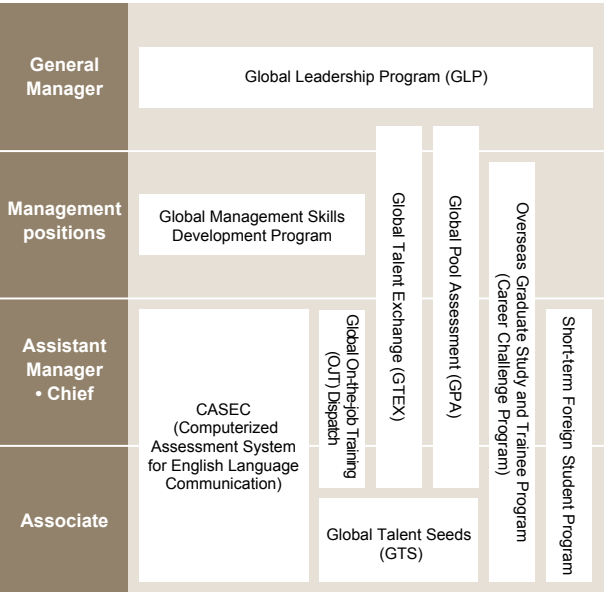 General
Manager
Global Leadership Program (GLP)
Management
positions
Global Management Skills
Development Program
Global Talent Exchange (GTEX)
Global Pool Assessment (GPA)
Overseas Graduate Study and Trainee Program
(Career Challenge Program)
Assistant
Manager
• Chief
CASEC
(Computerized
Assessment System
for English Language
Communication)
Global On-the-job Training
(OJT) Dispatch
Short-term Foreign Student Program
Associate
Global Talent Seeds
(GTS)